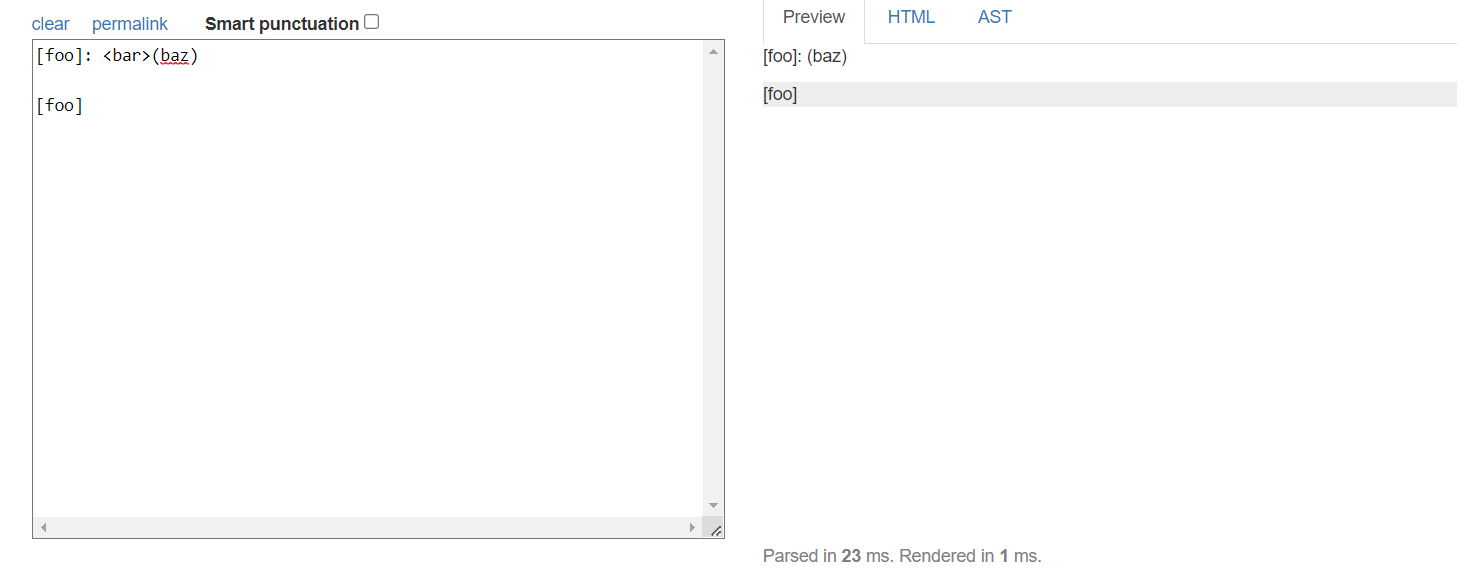 clear permalink Smart punctuation
[foo]: <bar>(baz)
[foo]
Preview HTML AST
[foo]: (baz)
[foo]
Parsed in 23 ms. Rendered in 1 ms.